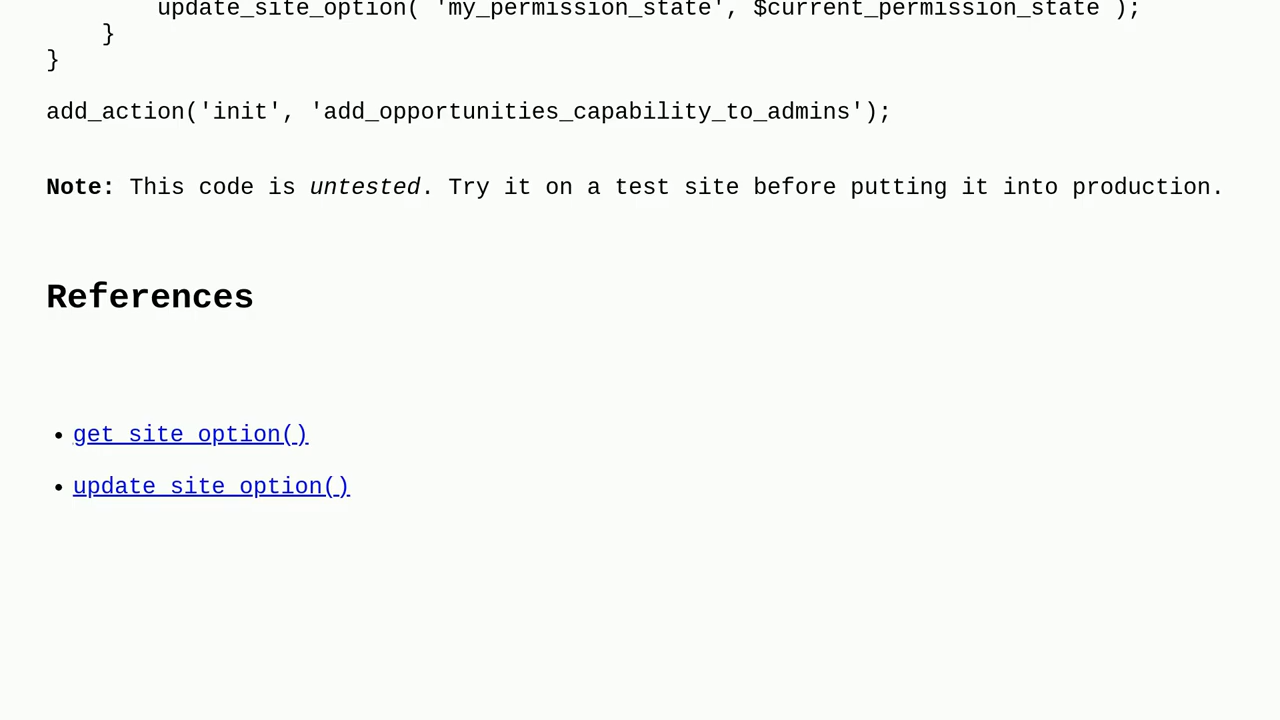 update_site_option( 'my_permission_state', $current_permission_state );
}
}
add_action('init', 'add_opportunities_capability_to_admins');
Note: This code is untested. Try it on a test site before putting it into production.
References
• get_site_option()
• update_site_option()